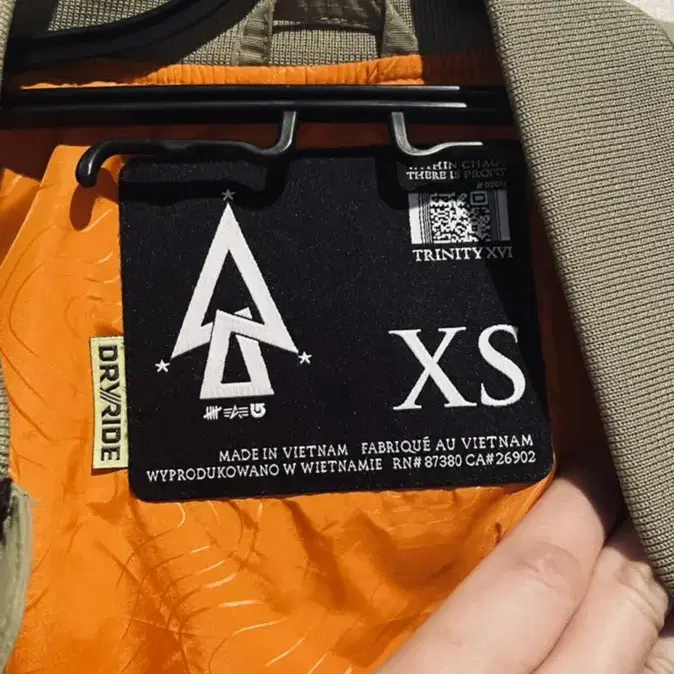 WITHIN CHAOS
THERE IS PROFIT
TRINITY XVI
XS
DRYRIDE
MADE IN VIETNAM FABRIQUÉ AU VIETNAM
WYPRODUKOWANO W WIETNAMIE RN# 87380 CA# 26902